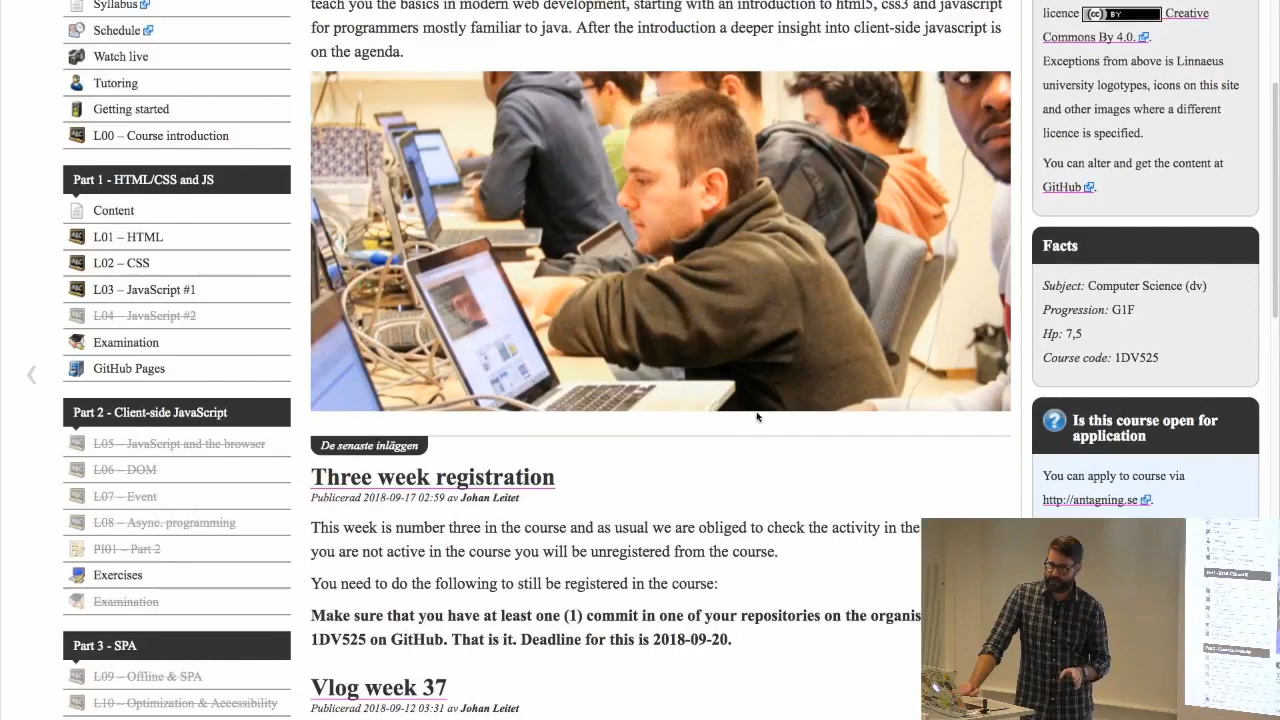 Syllabus
Schedule
Watch live
Tutoring
Getting started
L00 – Course introduction
Part 1 - HTML/CSS and JS
Content
L01 – HTML
L02 – CSS
L03 – JavaScript #1
L04 – JavaScript #2
Examination
GitHub Pages
Part 2 - Client-side JavaScript
L05 – JavaScript and the browser
L06 – DOM
L07 – Event
L08 – Async. programming
PI01 – Part 2
Exercises
Examination
Part 3 - SPA
L09 – Offline & SPA
L10 – Optimization & Accessibility
teach you the basics in modern web development, starting with an introduction to html5, css3 and javascript
for programmers mostly familiar to java. After the introduction a deeper insight into client-side javascript is
on the agenda.
De senaste inläggen
Three week registration
Publicerad 2018-09-17 02:59 av Johan Leitet
This week is number three in the course and as usual we are obliged to check the activity in the
you are not active in the course you will be unregistered from the course.
You need to do the following to still be registered in the course:
Make sure that you have at least one (1) commit in one of your repositories on the organis
1DV525 on GitHub. That is it. Deadline for this is 2018-09-20.
Vlog week 37
Publicerad 2018-09-12 03:31 av Johan Leitet
licence (cc) BY Creative
Commons By 4.0.
Exceptions from above is Linnaeus
university logotypes, icons on this site
and other images where a different
licence is specified.
You can alter and get the content at
GitHub.
Facts
Subject: Computer Science (dv)
Progression: G1F
Hp: 7,5
Course code: 1DV525
Is this course open for
application
You can apply to course via
http://antagning.se